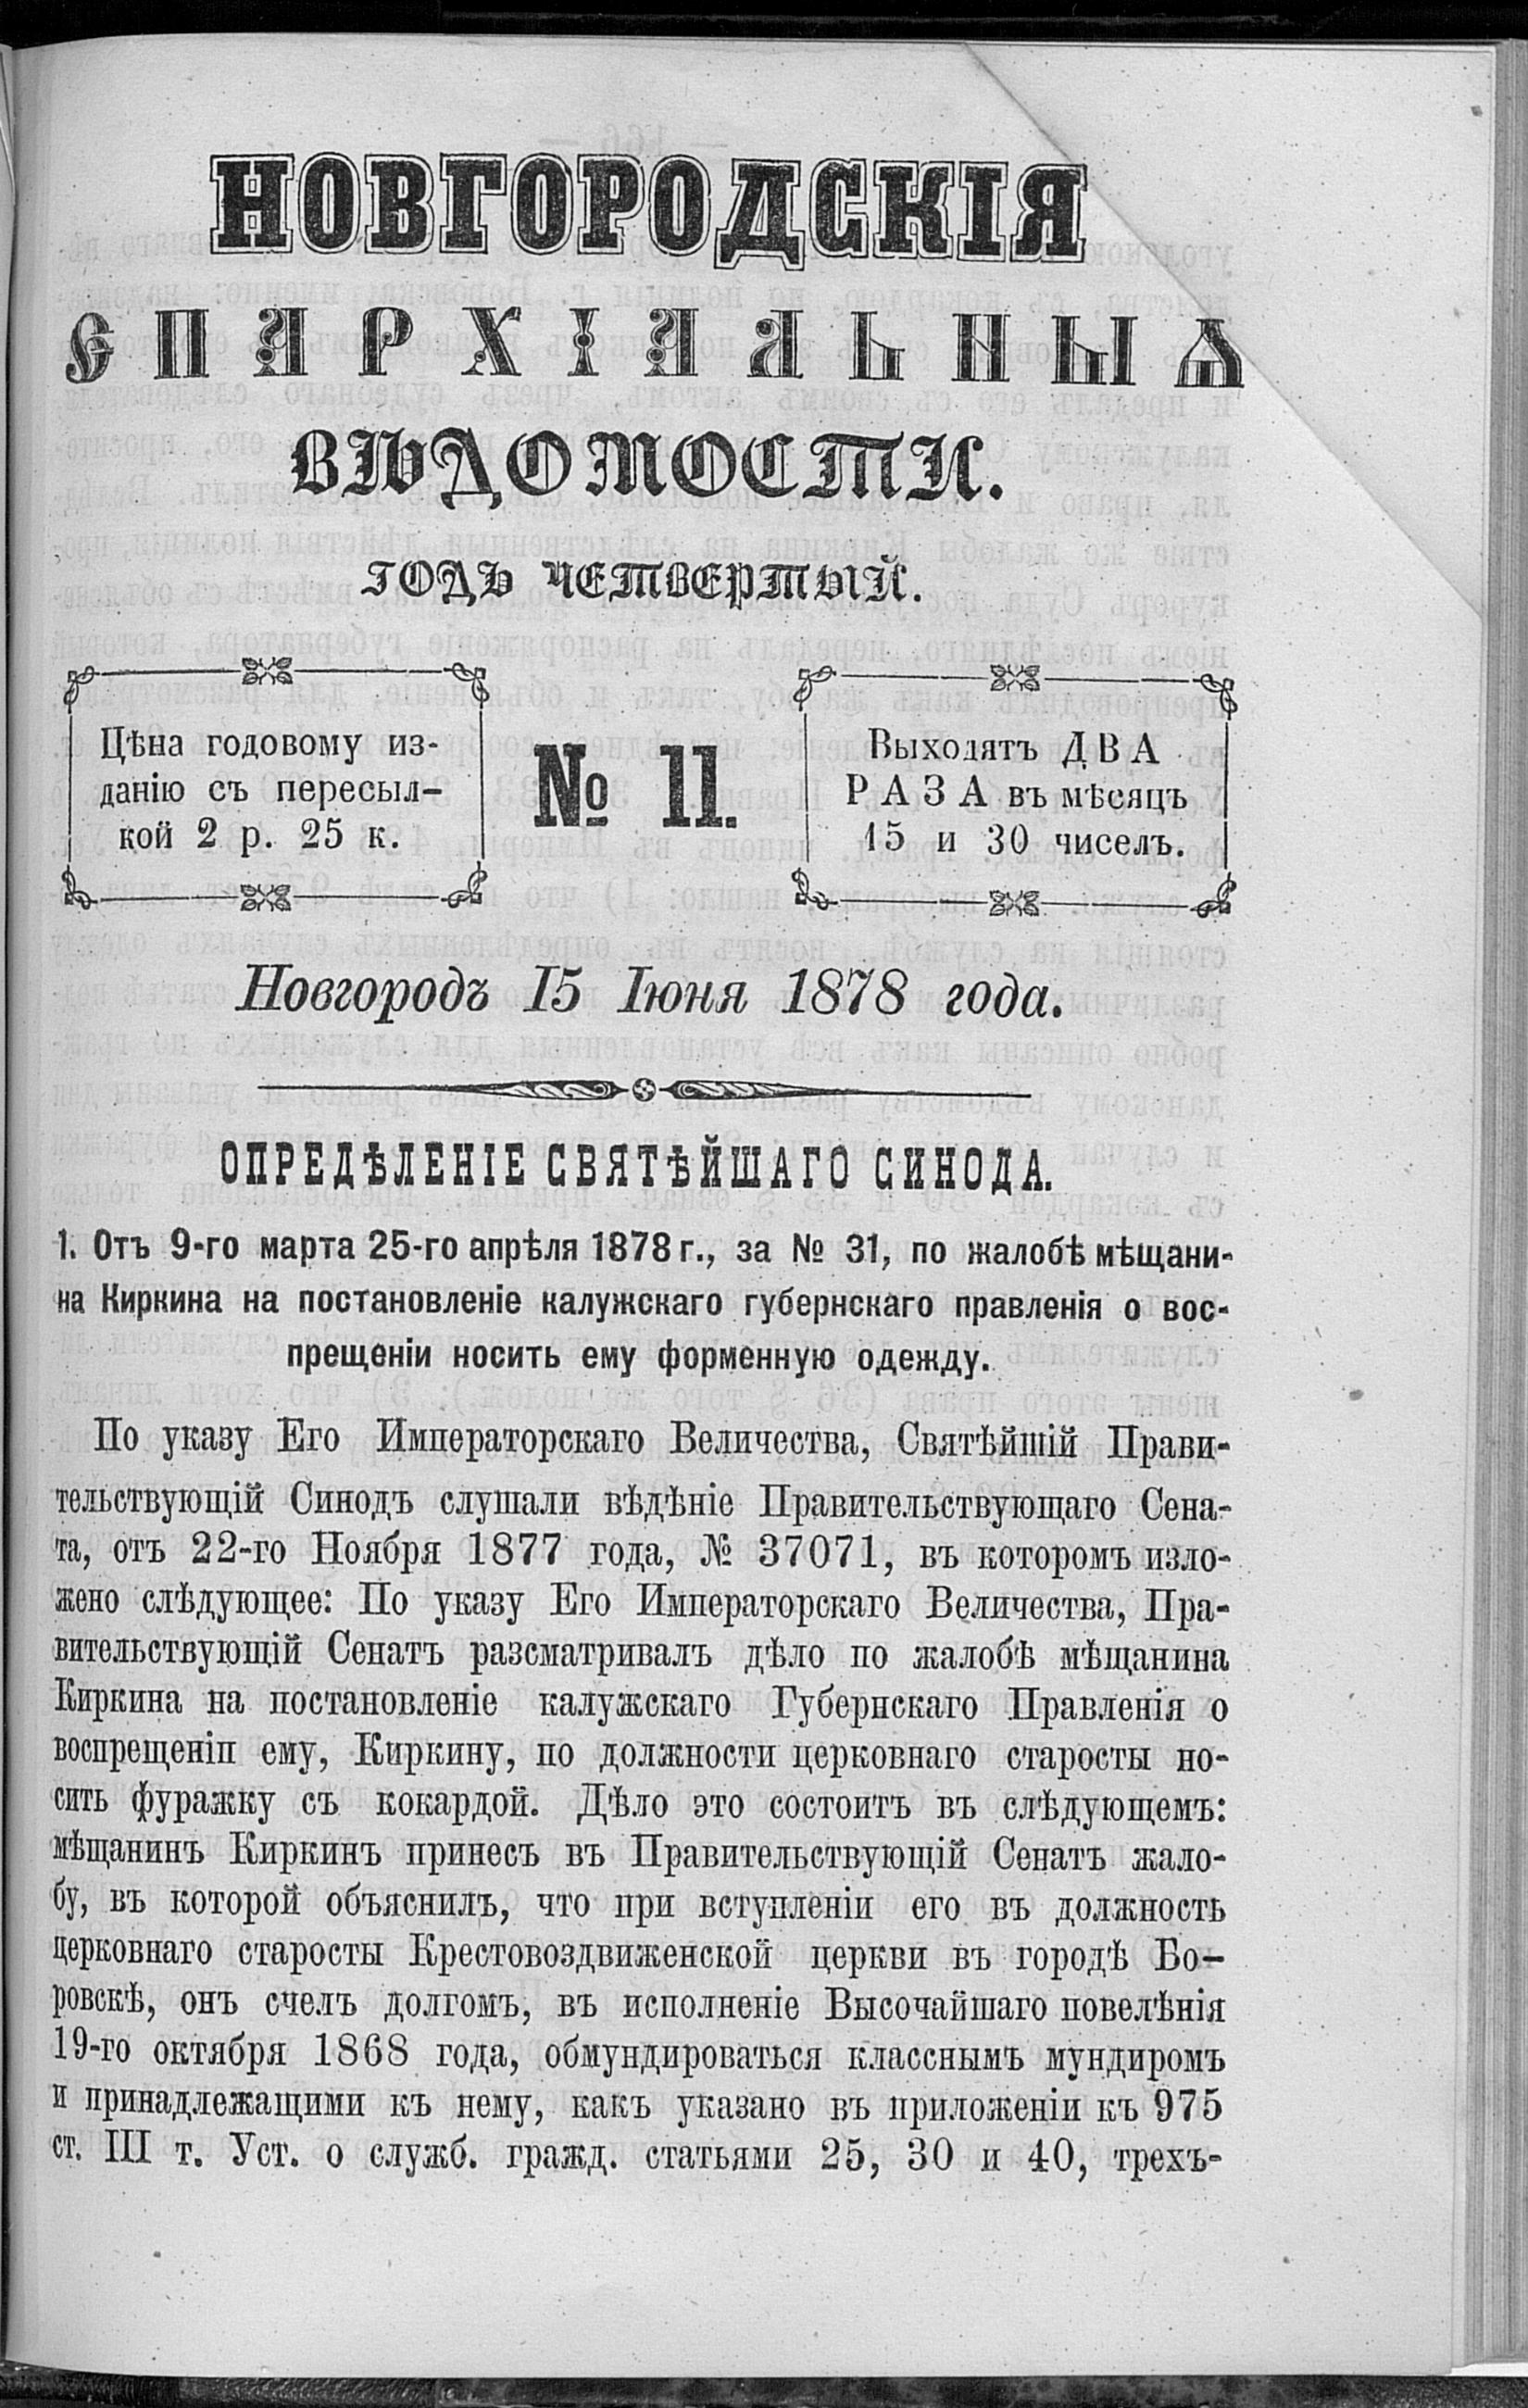 НОВГОРОДСКІЯ
ЕПАРХІАЛЬНЫѦ
ВѢДОМОСТИ.
ГОДЪ ЧЕТВЕРТЫЙ.
Цѣна годовому из-
данію съ пересыл-
кой 2 р. 25 к.
№ 11.
Выходятъ ДВА
РАЗА въ мѣсяцъ
15 и 30 чиселъ.
Новгородъ 15 Іюня 1878 года.
ОПРЕДѢЛЕНІЕ СВЯТѢЙШАГО СИНОДА.
1. Отъ 9-го марта 25-го апрѣля 1878 г., за № 31, по жалобѣ мѣщани-
на Киркина на постановленіе калужскаго губернскаго правленія о вос-
прещеніи носить ему форменную одежду.
По указу Его Императорскаго Величества, Святѣйшій Прави-
тельствующій Синодъ слушали вѣдѣніе Правительствующаго Сена-
та, отъ 22-го Ноября 1877 года, № 37071, въ которомъ изло-
жено слѣдующее: По указу Его Императорскаго Величества, Пра-
вительствующій Сенатъ разсматривалъ дѣло по жалобѣ мѣщанина
Киркина на постановленіе калужскаго Губернскаго Правленія о
воспрещеніи ему, Киркину, по должности церковнаго старосты но-
сить фуражку съ кокардой. Дѣло это состоитъ въ слѣдующемъ:
мѣщанинъ Киркинъ принесъ въ Правительствующій Сенатъ жало-
бу, въ которой объяснилъ, что при вступленіи его въ должность
церковнаго старосты Крестовоздвиженской церкви въ городѣ Бо-
ровскѣ, онъ счелъ долгомъ, въ исполненіе Высочайшаго повелѣнія
19-го октября 1868 года, обмундироваться класснымъ мундиромъ
и принадлежащими къ нему, какъ указано въ приложеніи къ 975
ст. III т. Уст. о служб. гражд. статьями 25, 30 и 40, трехъ-